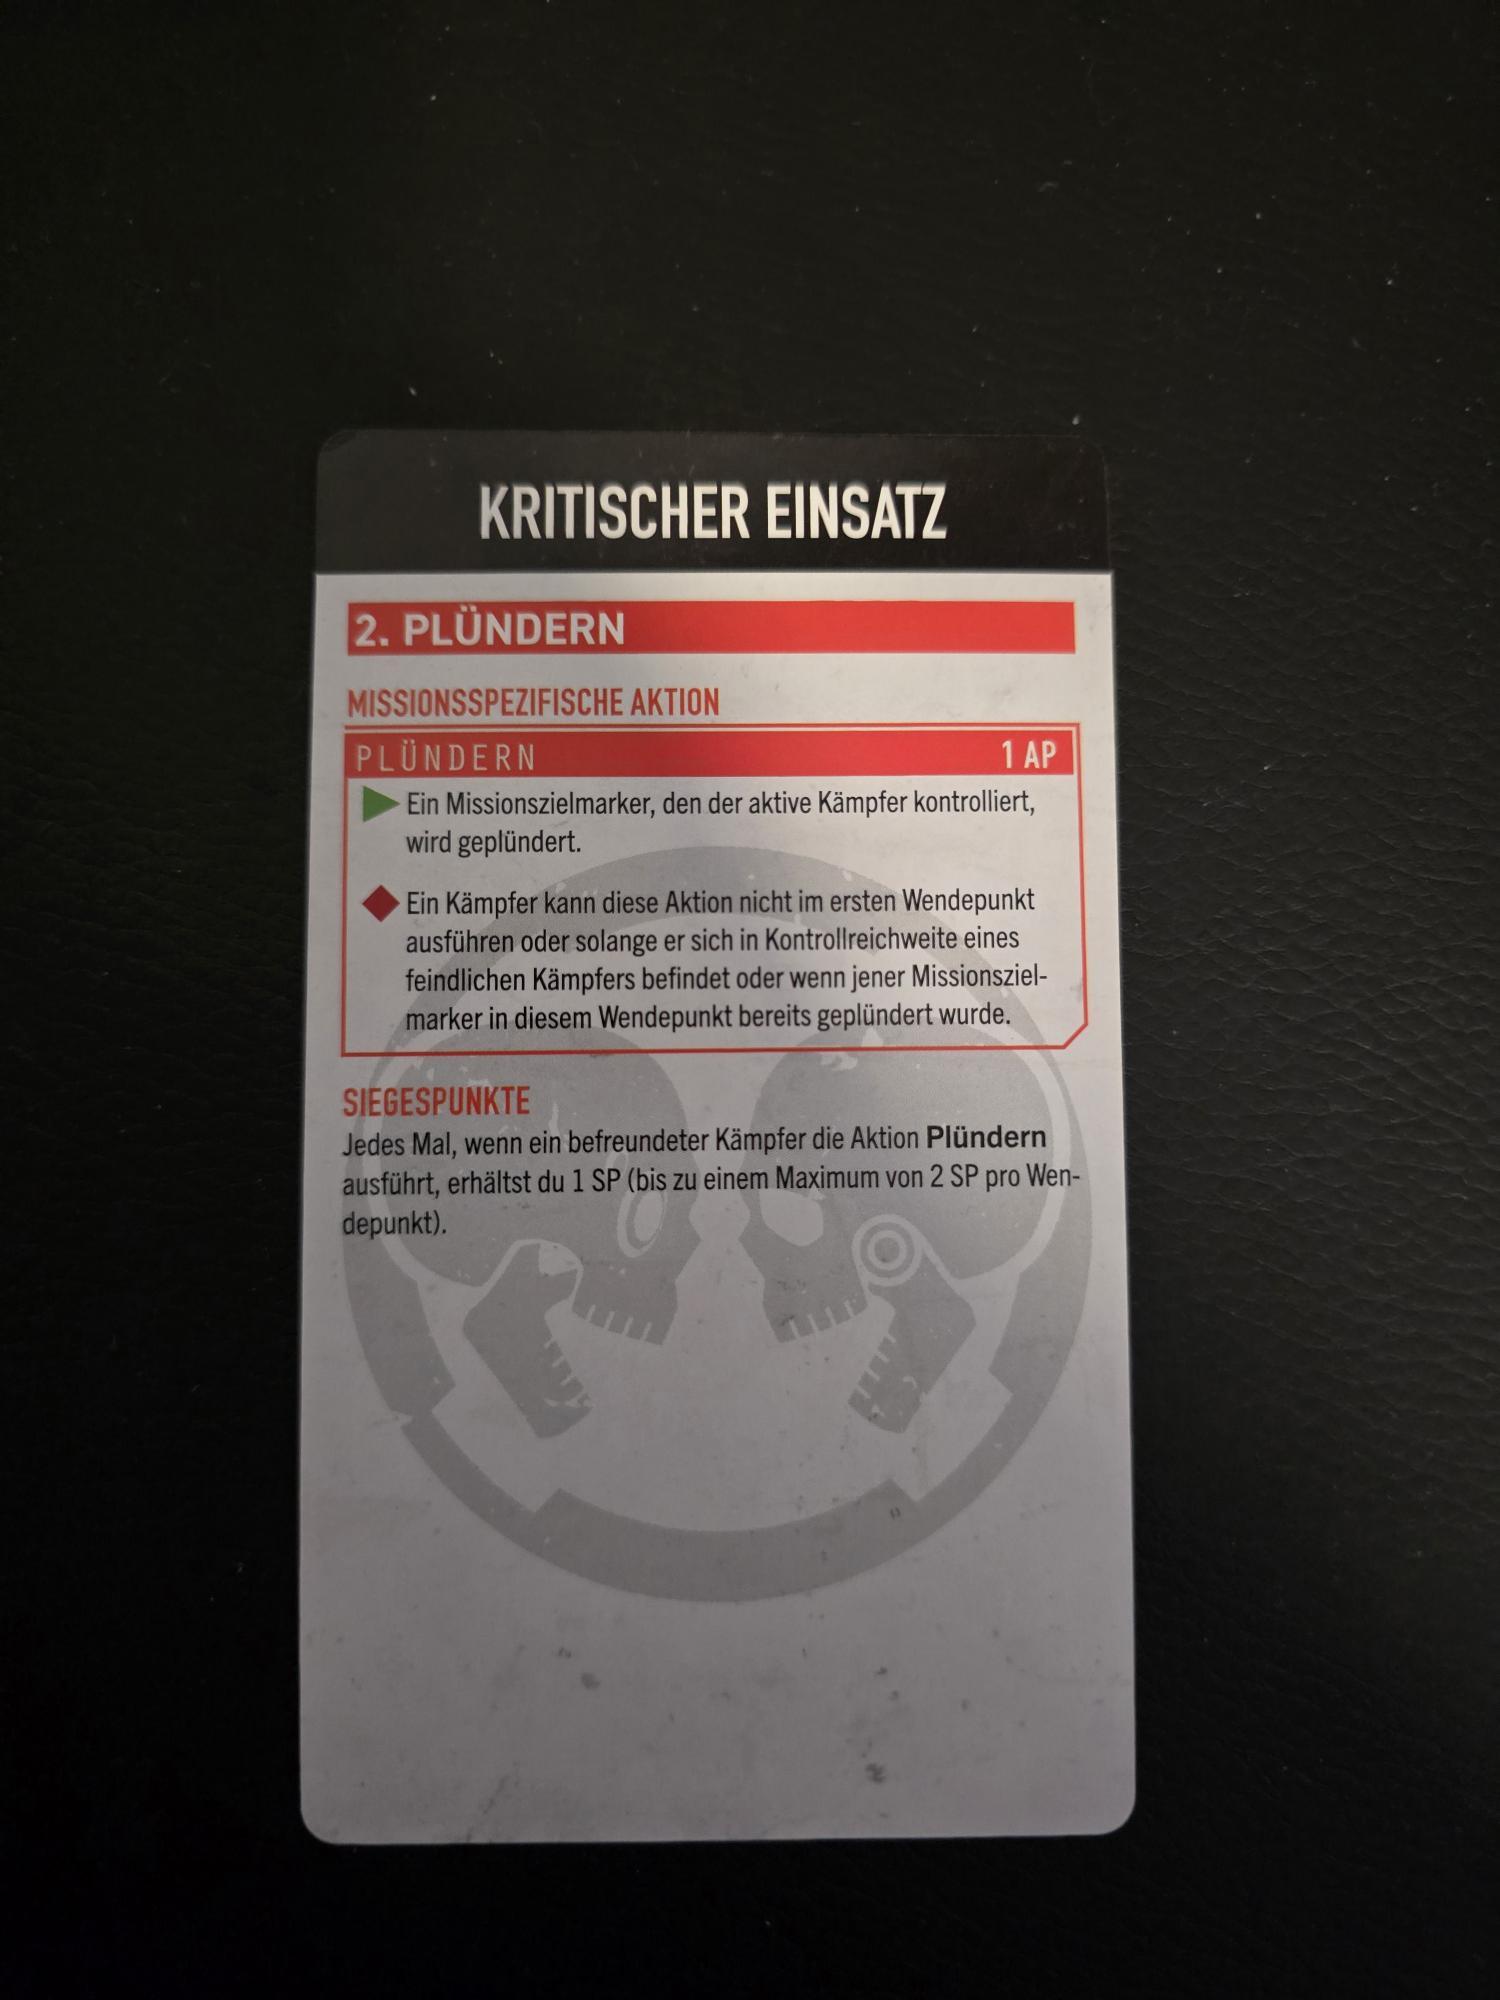 KRITISCHER EINSATZ
2. PLÜNDERN
MISSIONSSPEZIFISCHE AKTION
PLÜNDERN 1 AP
Ein Missionszielmarker, den der aktive Kämpfer kontrolliert,
wird geplündert.
Ein Kämpfer kann diese Aktion nicht im ersten Wendepunkt
ausführen oder solange er sich in Kontrollreichweite eines
feindlichen Kämpfers befindet oder wenn jener Missionsziel-
marker in diesem Wendepunkt bereits geplündert wurde.
SIEGESPUNKTE
Jedes Mal, wenn ein befreundeter Kämpfer die Aktion Plündern
ausführt, erhältst du 1 SP (bis zu einem Maximum von 2 SP pro Wen-
depunkt).